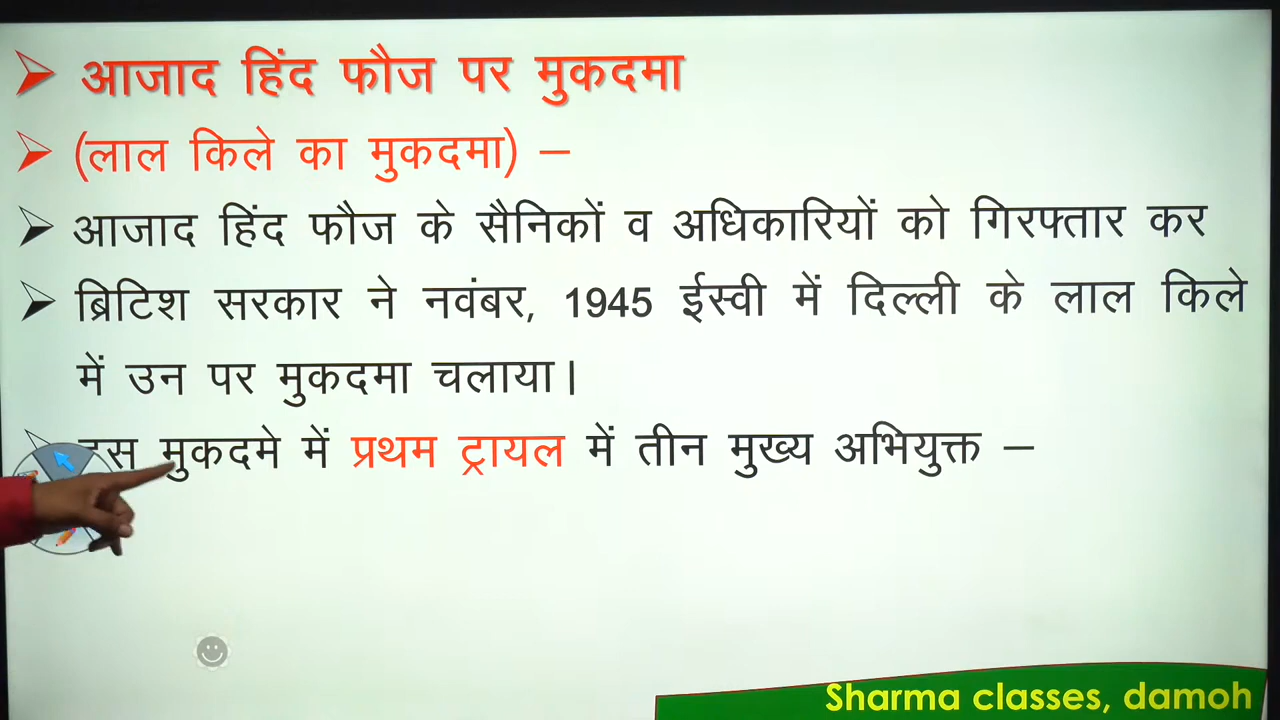 आजाद हिंद फौज पर मुकदमा
(लाल किले का मुकदमा) –
आजाद हिंद फौज के सैनिकों व अधिकारियों को गिरफ्तार कर
ब्रिटिश सरकार ने नवंबर, 1945 ईस्वी में दिल्ली के लाल किले
में उन पर मुकदमा चलाया।
इस मुकदमे में प्रथम ट्रायल में तीन मुख्य अभियुक्त –
Sharma classes, damoh